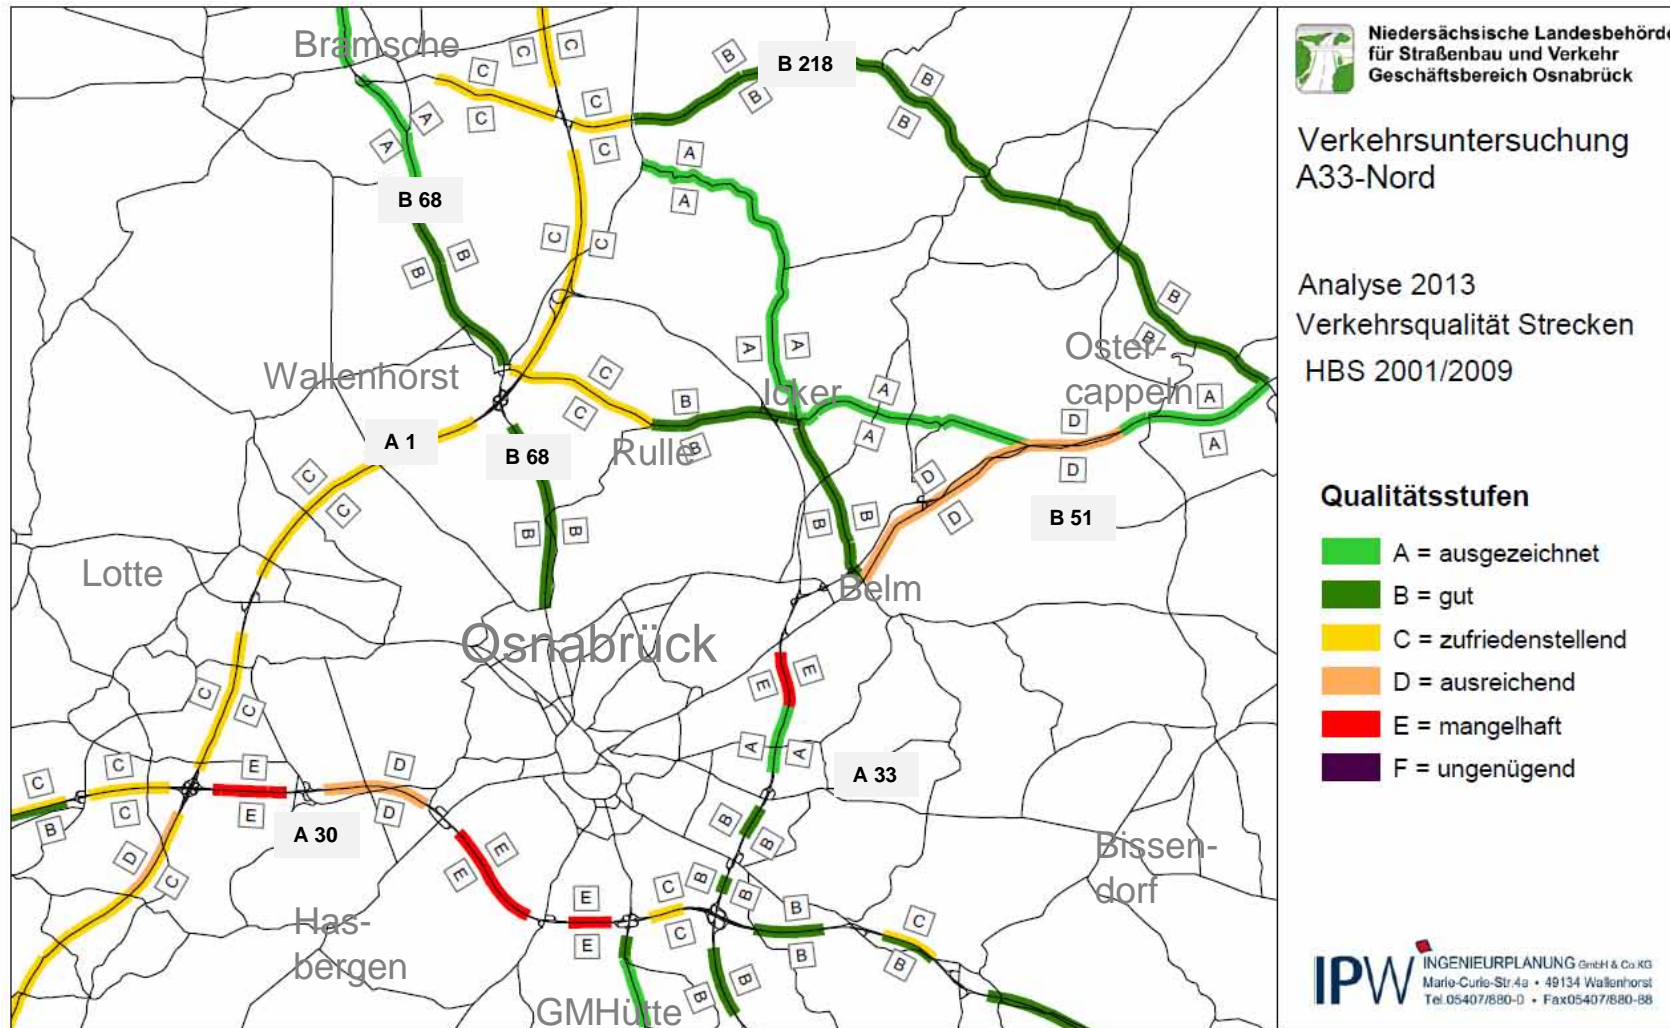 Bramsche
B 218
B 68
Wallenhorst
A 1
B 68
Rulle
Icker
Oster-
cappeln
B 51
Lotte
Belm
Osnabrück
A 33
A 30
Bissen-
dorf
Has-
bergen
GMHütte
C
C
C
C
C
C
B
B
B
B
A
A
A
A
B
B
C
C
B
B
A
A
C
C
B
B
A
A
D
D
A
A
D
D
B
B
B
B
C
C
C
C
E
E
A
A
C
C
B
C
C
E
E
D
D
D
C
E
E
E
E
C
C
B
B
B
B
B
B
C
B
B
B
Niedersächsische Landesbehörde
für Straßenbau und Verkehr
Geschäftsbereich Osnabrück
Verkehrsuntersuchung
A33-Nord
Analyse 2013
Verkehrsqualität Strecken
HBS 2001/2009
Qualitätsstufen
A = ausgezeichnet
B = gut
C = zufriedenstellend
D = ausreichend
E = mangelhaft
F = ungenügend
IPW INGENIEURPLANUNG GmbH & Co.KG
Marie-Curie-Str.4a • 49134 Wallenhorst
Tel.05407/880-0 • Fax05407/880-88